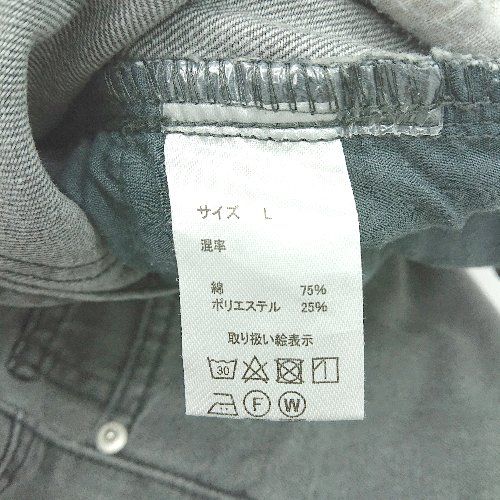 サイズ L
混率
綿 75%
ポリエステル 25%
取り扱い絵表示
30
F W